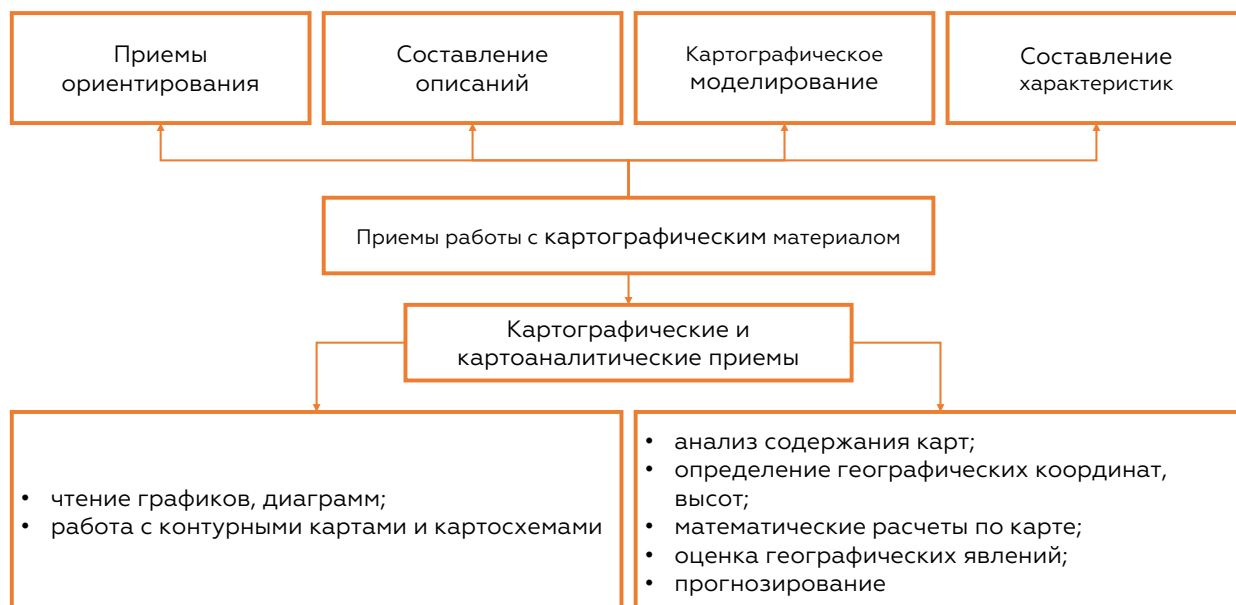 Приемы
ориентирования
Составление
описаний
Картографическое
моделирование
Составление
характеристик
Приемы работы с картографическим материалом
Картографические и
картоаналитические приемы
• чтение графиков, диаграмм;
• работа с контурными картами и картосхемами
• анализ содержания карт;
• определение географических координат,
высот;
• математические расчеты по карте;
• оценка географических явлений;
• прогнозирование